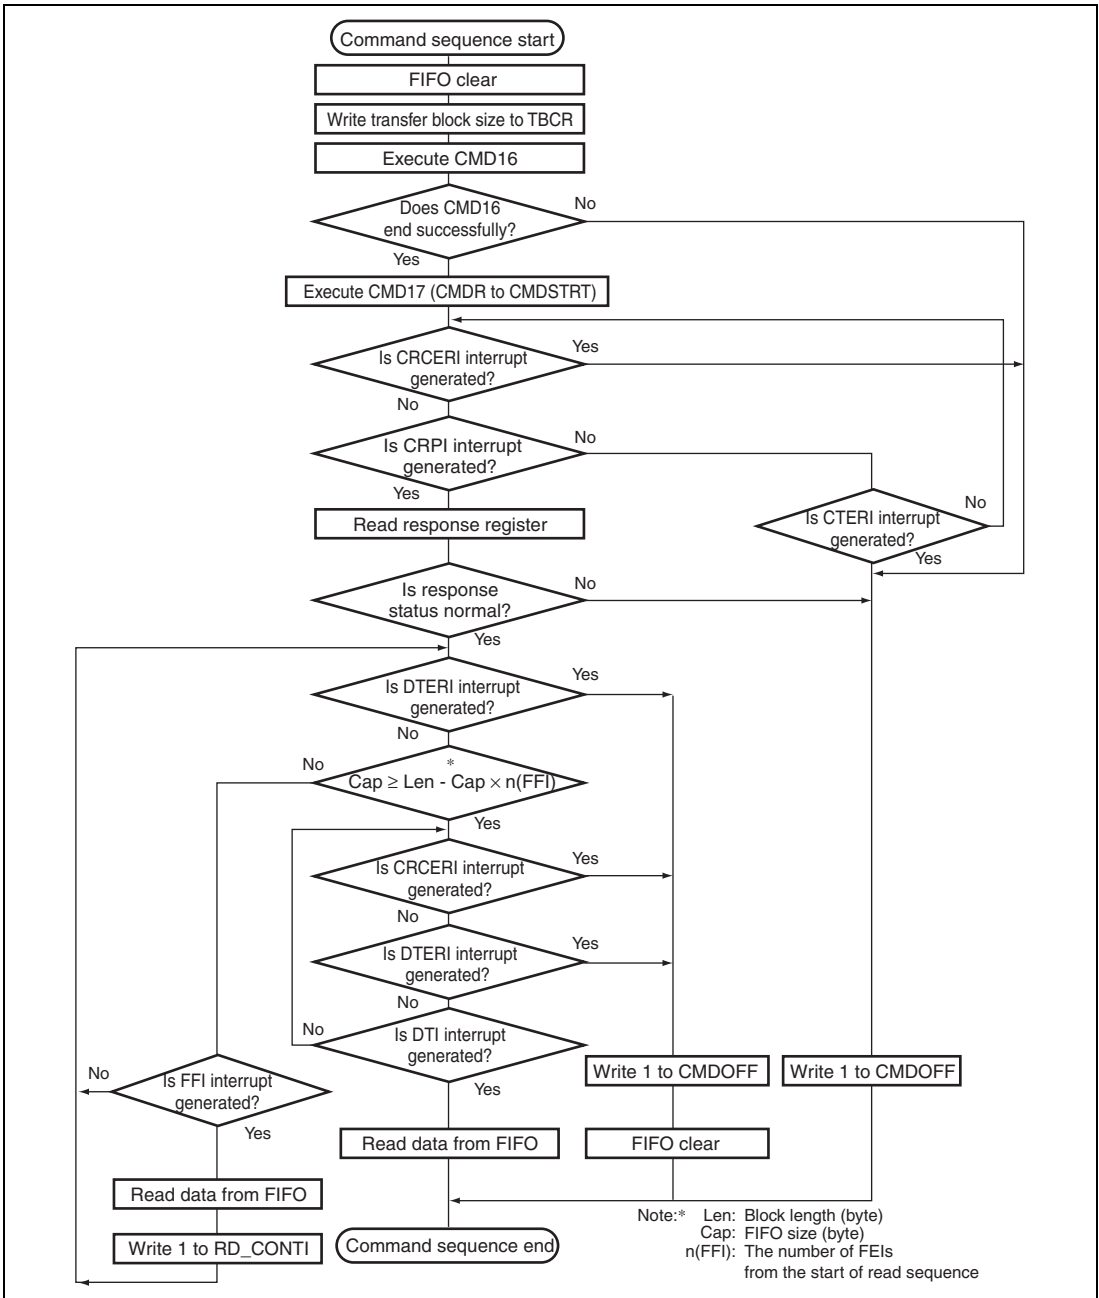 Command sequence start
FIFO clear
Write transfer block size to TBCR
Execute CMD16
Does CMD16
end successfully?
No
Yes
Execute CMD17 (CMDR to CMDSTRT)
Is CRCERI interrupt
generated?
Yes
No
Is CRPI interrupt
generated?
No
Yes
Is CTERI interrupt
generated?
No
Yes
Read response register
Is response
status normal?
No
Yes
Is DTERI interrupt
generated?
Yes
No
*
Cap ≥ Len - Cap × n(FFI)
No
Yes
Is CRCERI interrupt
generated?
Yes
No
Is DTERI interrupt
generated?
Yes
No
Is DTI interrupt
generated?
No
Yes
Is FFI interrupt
generated?
No
Yes
Write 1 to CMDOFF
Write 1 to CMDOFF
Read data from FIFO
FIFO clear
Read data from FIFO
Write 1 to RD_CONTI
Command sequence end
Note:* Len: Block length (byte)
Cap: FIFO size (byte)
n(FFI): The number of FEIs
from the start of read sequence